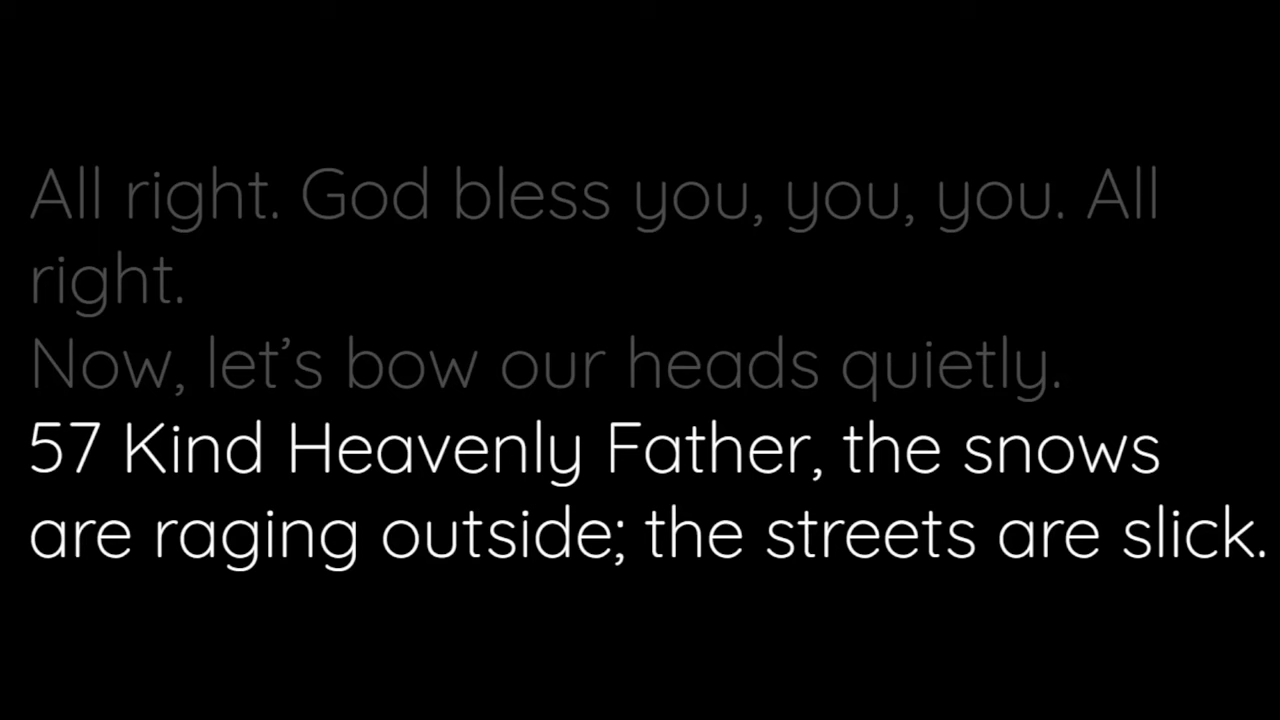 All right. God bless you, you, you. All
right.
Now, let’s bow our heads quietly.
57 Kind Heavenly Father, the snows
are raging outside; the streets are slick.